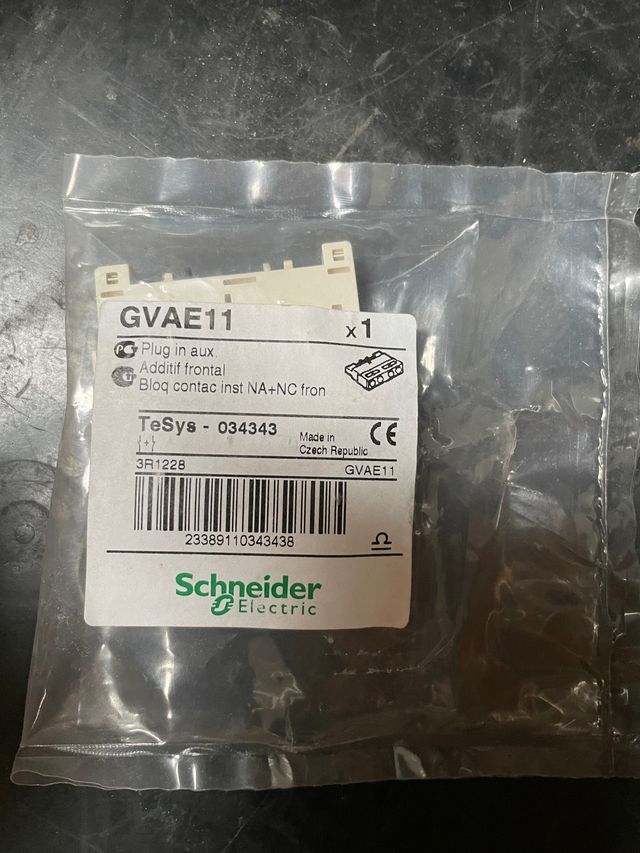 GVAE11
x1
Plug in aux
Additif frontal
Bloq contac inst NA+NC fron
TeSys - 034343
Made in
Czech Republic
CE
3R1228
GVAE11
23389110343438
Schneider
Electric